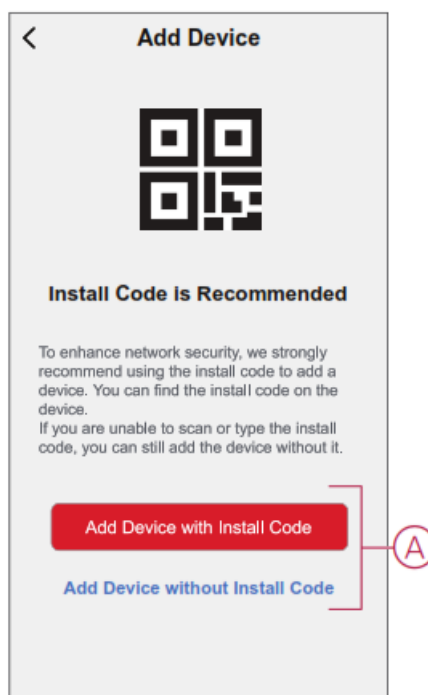 Add Device
Install Code is Recommended
To enhance network security, we strongly
recommend using the install code to add a
device. You can find the install code on the
device.
If you are unable to scan or type the install
code, you can still add the device without it.
Add Device with Install Code
A
Add Device without Install Code